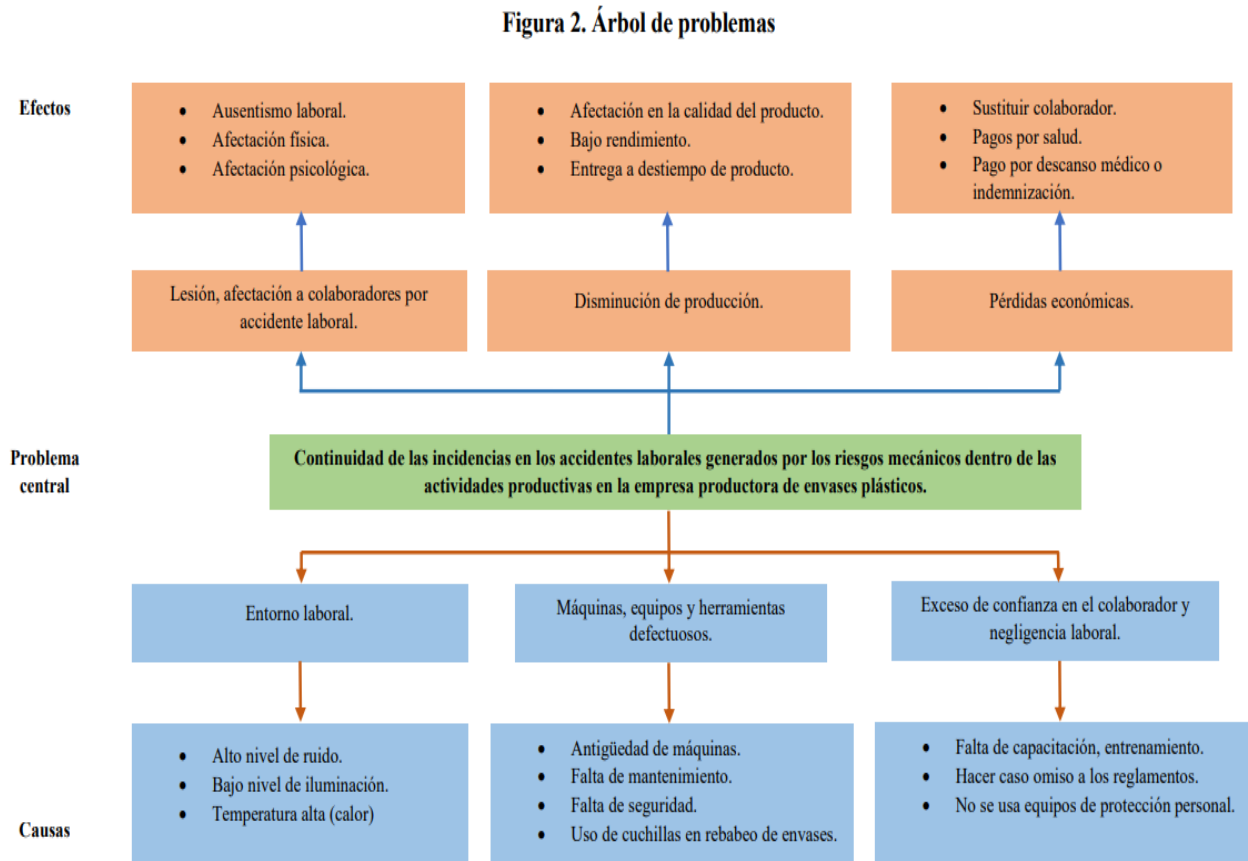 Figura 2. Árbol de problemas
Efectos
• Ausentismo laboral.
• Afectación física.
• Afectación psicológica.
• Afectación en la calidad del producto.
• Bajo rendimiento.
• Entrega a destiempo de producto.
• Sustituir colaborador.
• Pagos por salud.
• Pago por descanso médico o
indemnización.
Lesión, afectación a colaboradores por
accidente laboral.
Disminución de producción.
Pérdidas económicas.
Problema
central
Continuidad de las incidencias en los accidentes laborales generados por los riesgos mecánicos dentro de las
actividades productivas en la empresa productora de envases plásticos.
Entorno laboral.
Máquinas, equipos y herramientas
defectuosos.
Exceso de confianza en el colaborador y
negligencia laboral.
• Alto nivel de ruido.
• Bajo nivel de iluminación.
• Temperatura alta (calor)
• Antigüedad de máquinas.
• Falta de mantenimiento.
• Falta de seguridad.
• Uso de cuchillas en rebabeo de envases.
• Falta de capacitación, entrenamiento.
• Hacer caso omiso a los reglamentos.
• No se usa equipos de protección personal.
Causas